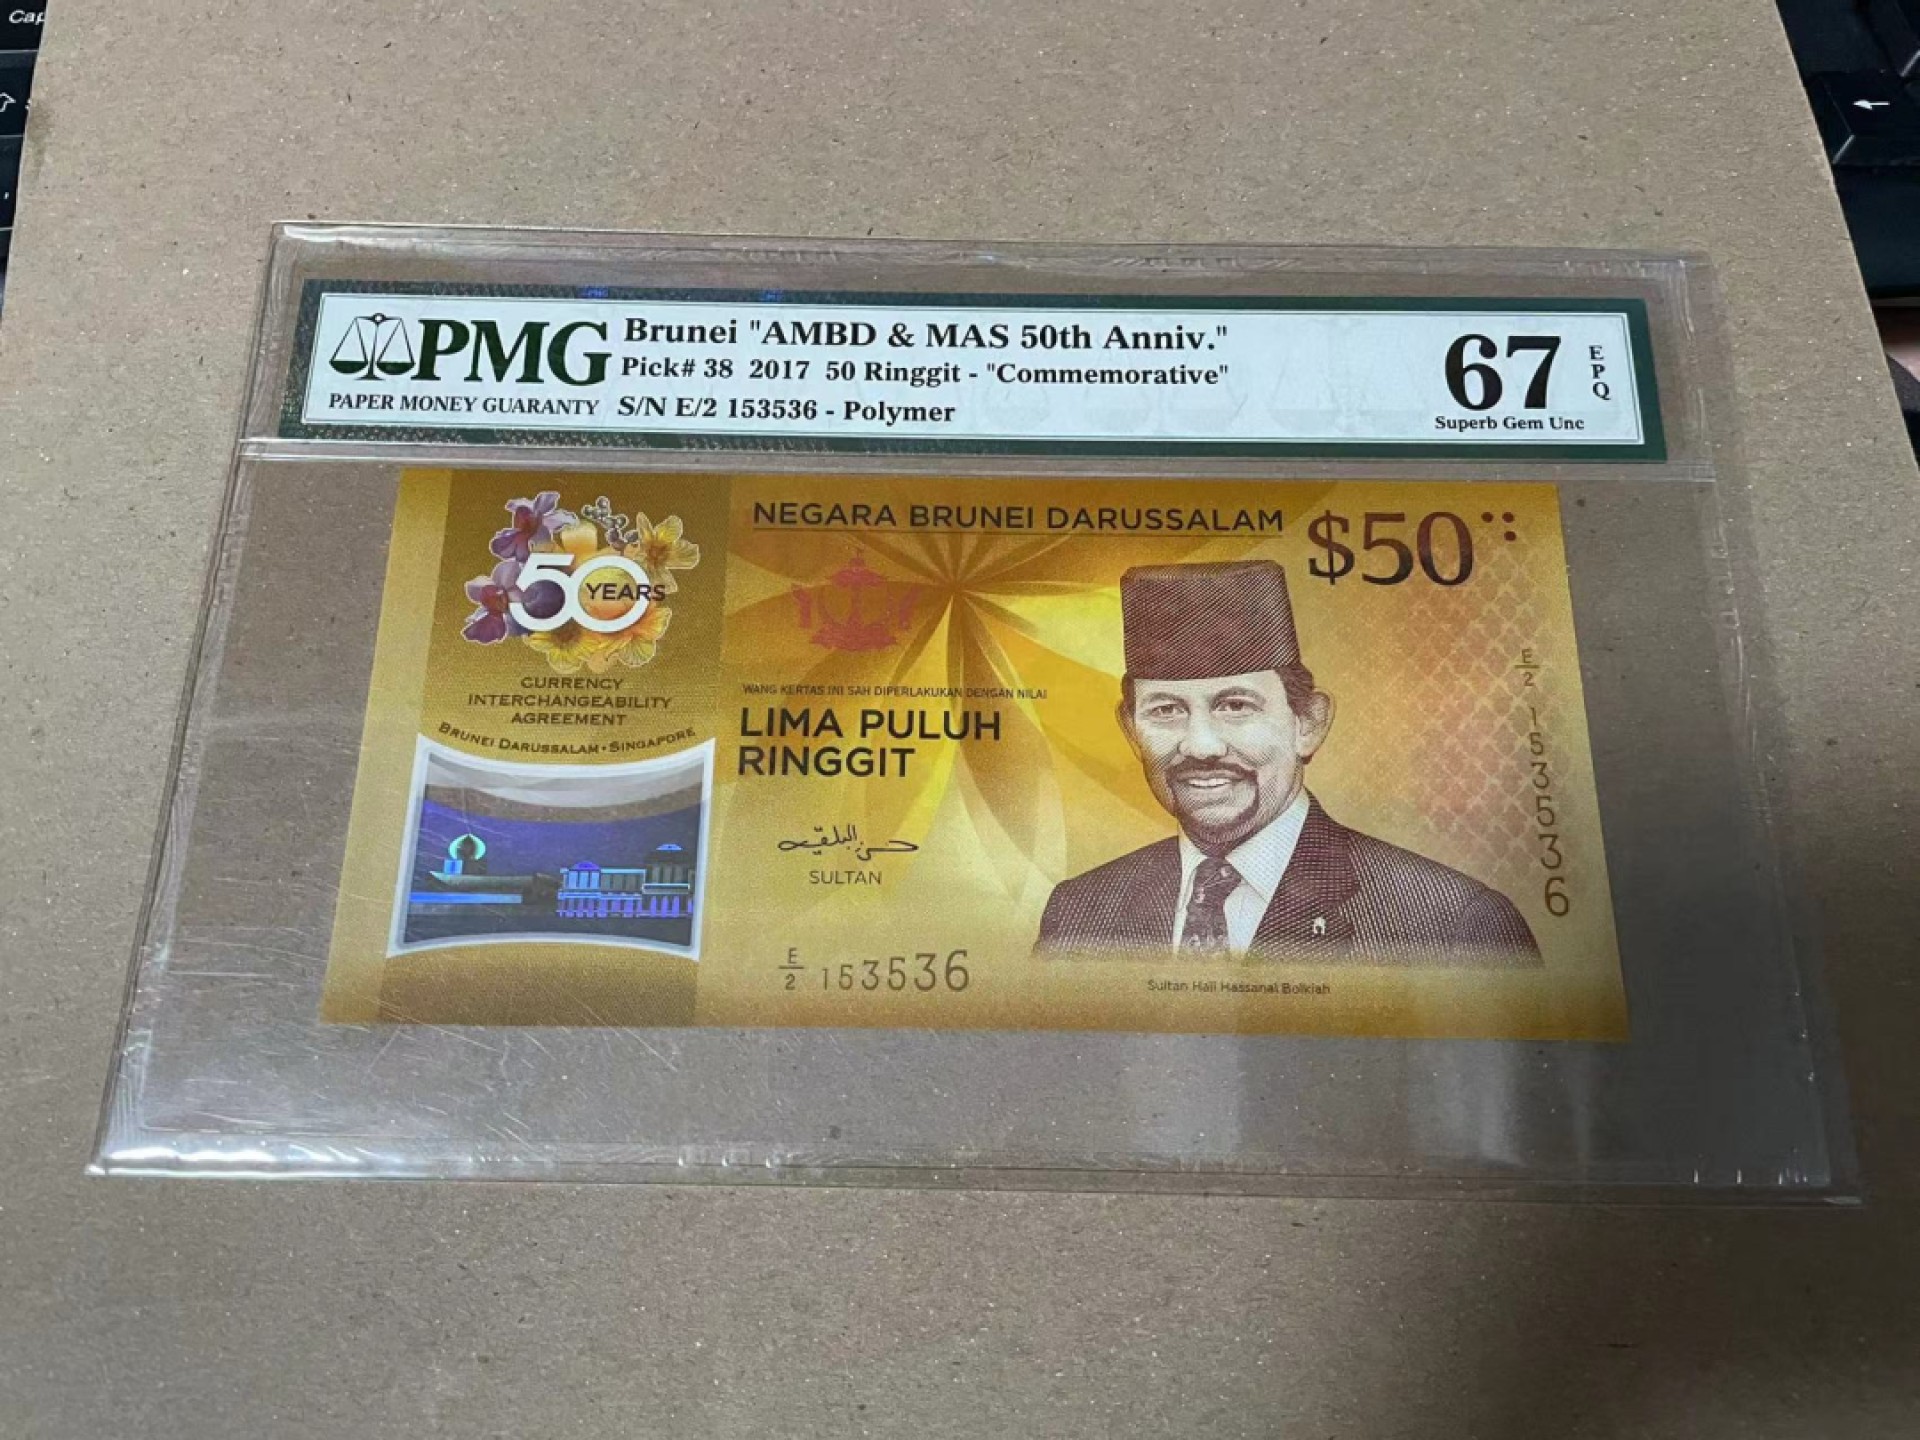 Cap
PMG
PAPER MONEY GUARANTY
Brunei "AMBD & MAS 50th Anniv."
Pick# 38 2017 50 Ringgit - "Commemorative"
S/N E/2 153536 - Polymer
67
EPQ
Superb Gem Unc
50 YEARS
CURRENCY
INTERCHANGEABILITY
AGREEMENT
BRUNEI DARUSSALAM • SINGAPORE
NEGARA BRUNEI DARUSSALAM
$50
WANG KERTAS INI SAH DIPERLAKUKAN DENGAN NILAI
LIMA PULUH
RINGGIT
SULTAN
E/2 153536
E/2 153536
Sultan Haji Hassanal Bolkiah